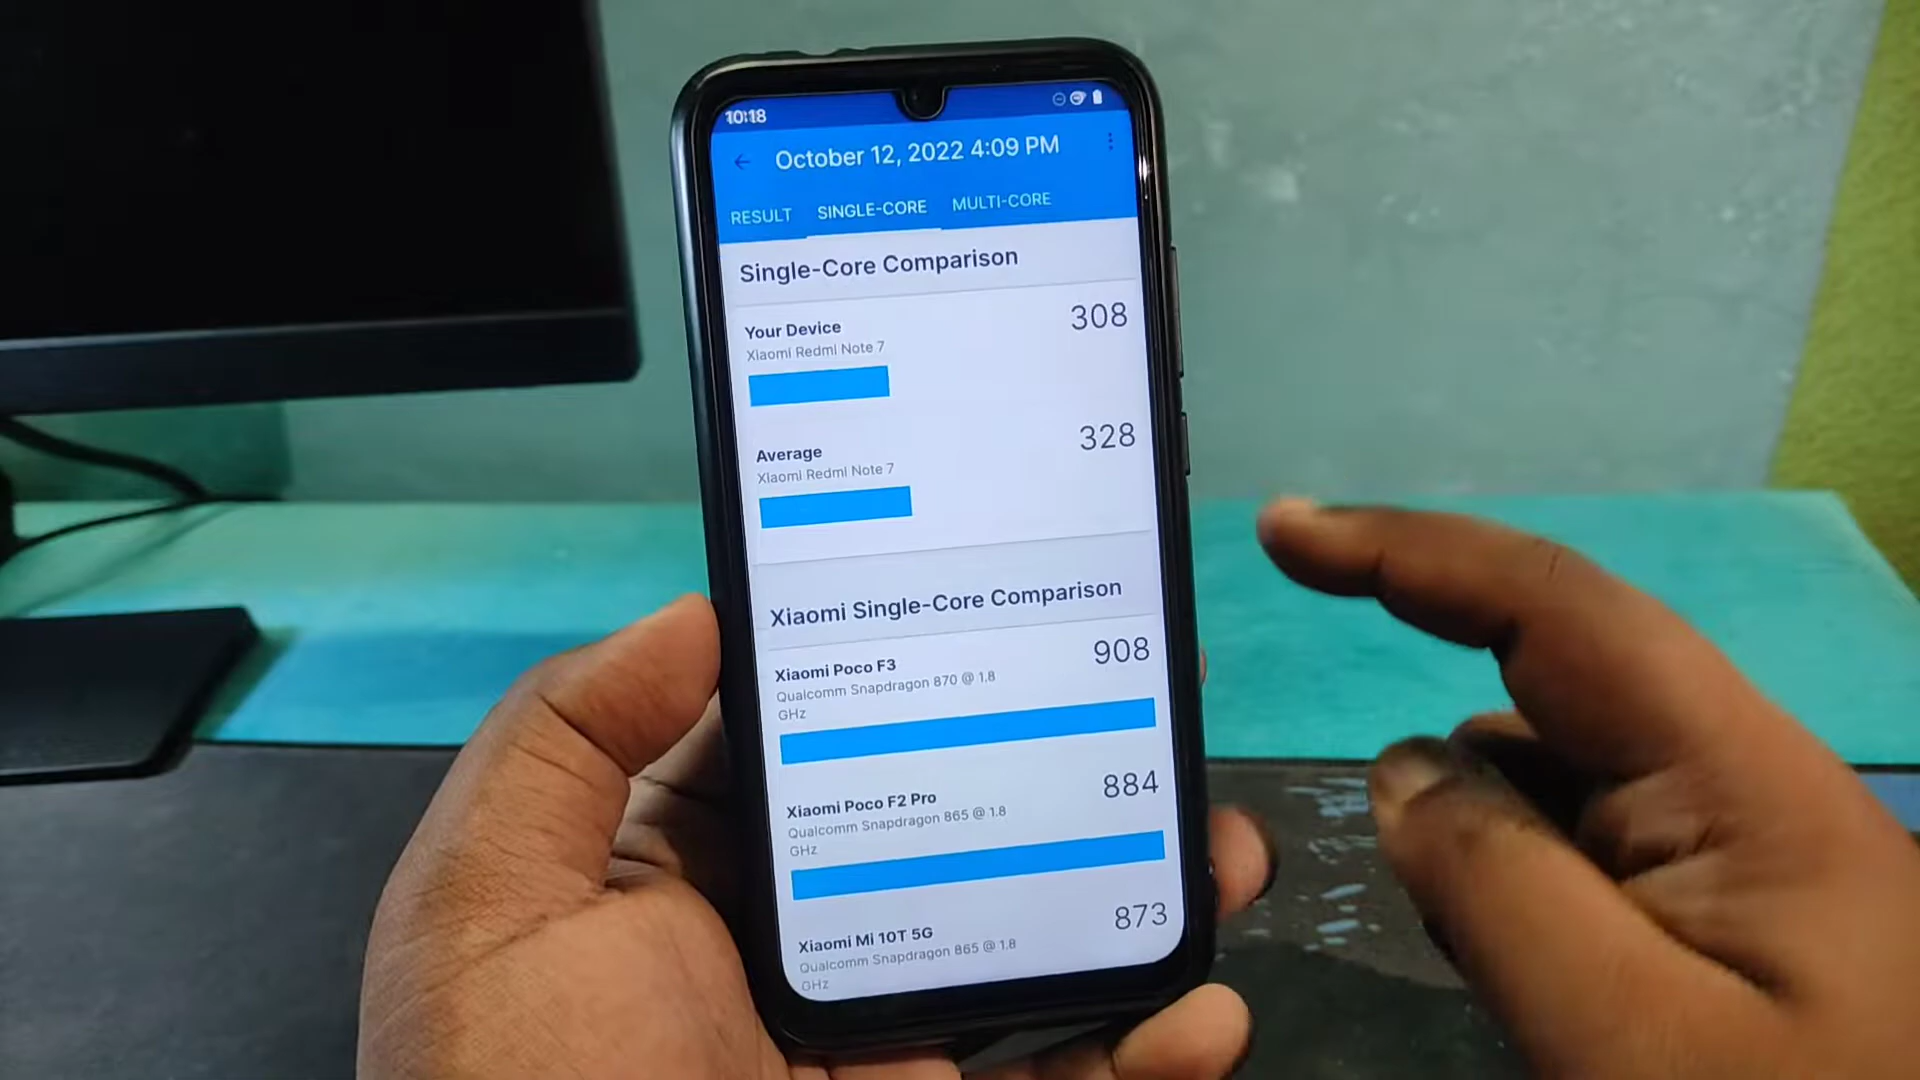 10:18
October 12, 2022 4:09 PM
RESULT SINGLE-CORE MULTI-CORE
Single-Core Comparison
Your Device 308
Xiaomi Redmi Note 7
Average 328
Xiaomi Redmi Note 7
Xiaomi Single-Core Comparison
Xiaomi Poco F3 908
Qualcomm Snapdragon 870 @ 1.8
GHz
Xiaomi Poco F2 Pro 884
Qualcomm Snapdragon 865 @ 1.8
GHz
Xiaomi Mi 10T 5G 873
Qualcomm Snapdragon 865 @ 1.8
GHz